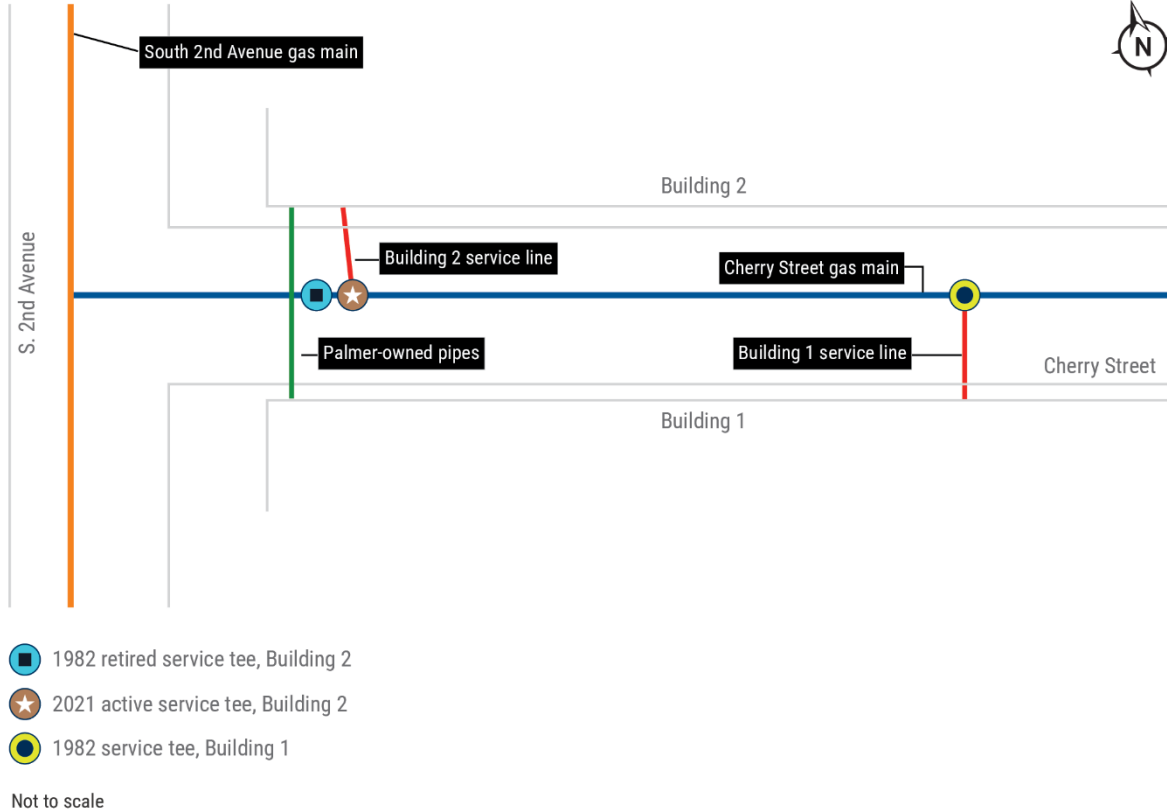 South 2nd Avenue gas main
N
Building 2
S. 2nd Avenue
Building 2 service line
Cherry Street gas main
Palmer-owned pipes
Building 1 service line
Cherry Street
Building 1
1982 retired service tee, Building 2
2021 active service tee, Building 2
1982 service tee, Building 1
Not to scale